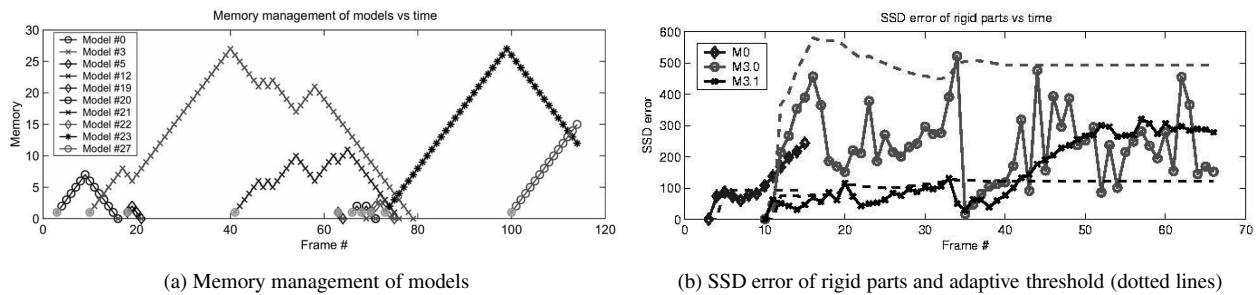 Memory management of models vs time
30
25
20
15
10
5
0
Memory
Model #0
Model #3
Model #5
Model #12
Model #19
Model #20
Model #21
Model #22
Model #23
Model #27
0 20 40 60 80 100 120
Frame #
(a) Memory management of models
SSD error of rigid parts vs time
600
500
400
300
200
100
0
SSD error
M0
M3.0
M3.1
0 10 20 30 40 50 60 70
Frame #
(b) SSD error of rigid parts and adaptive threshold (dotted lines)